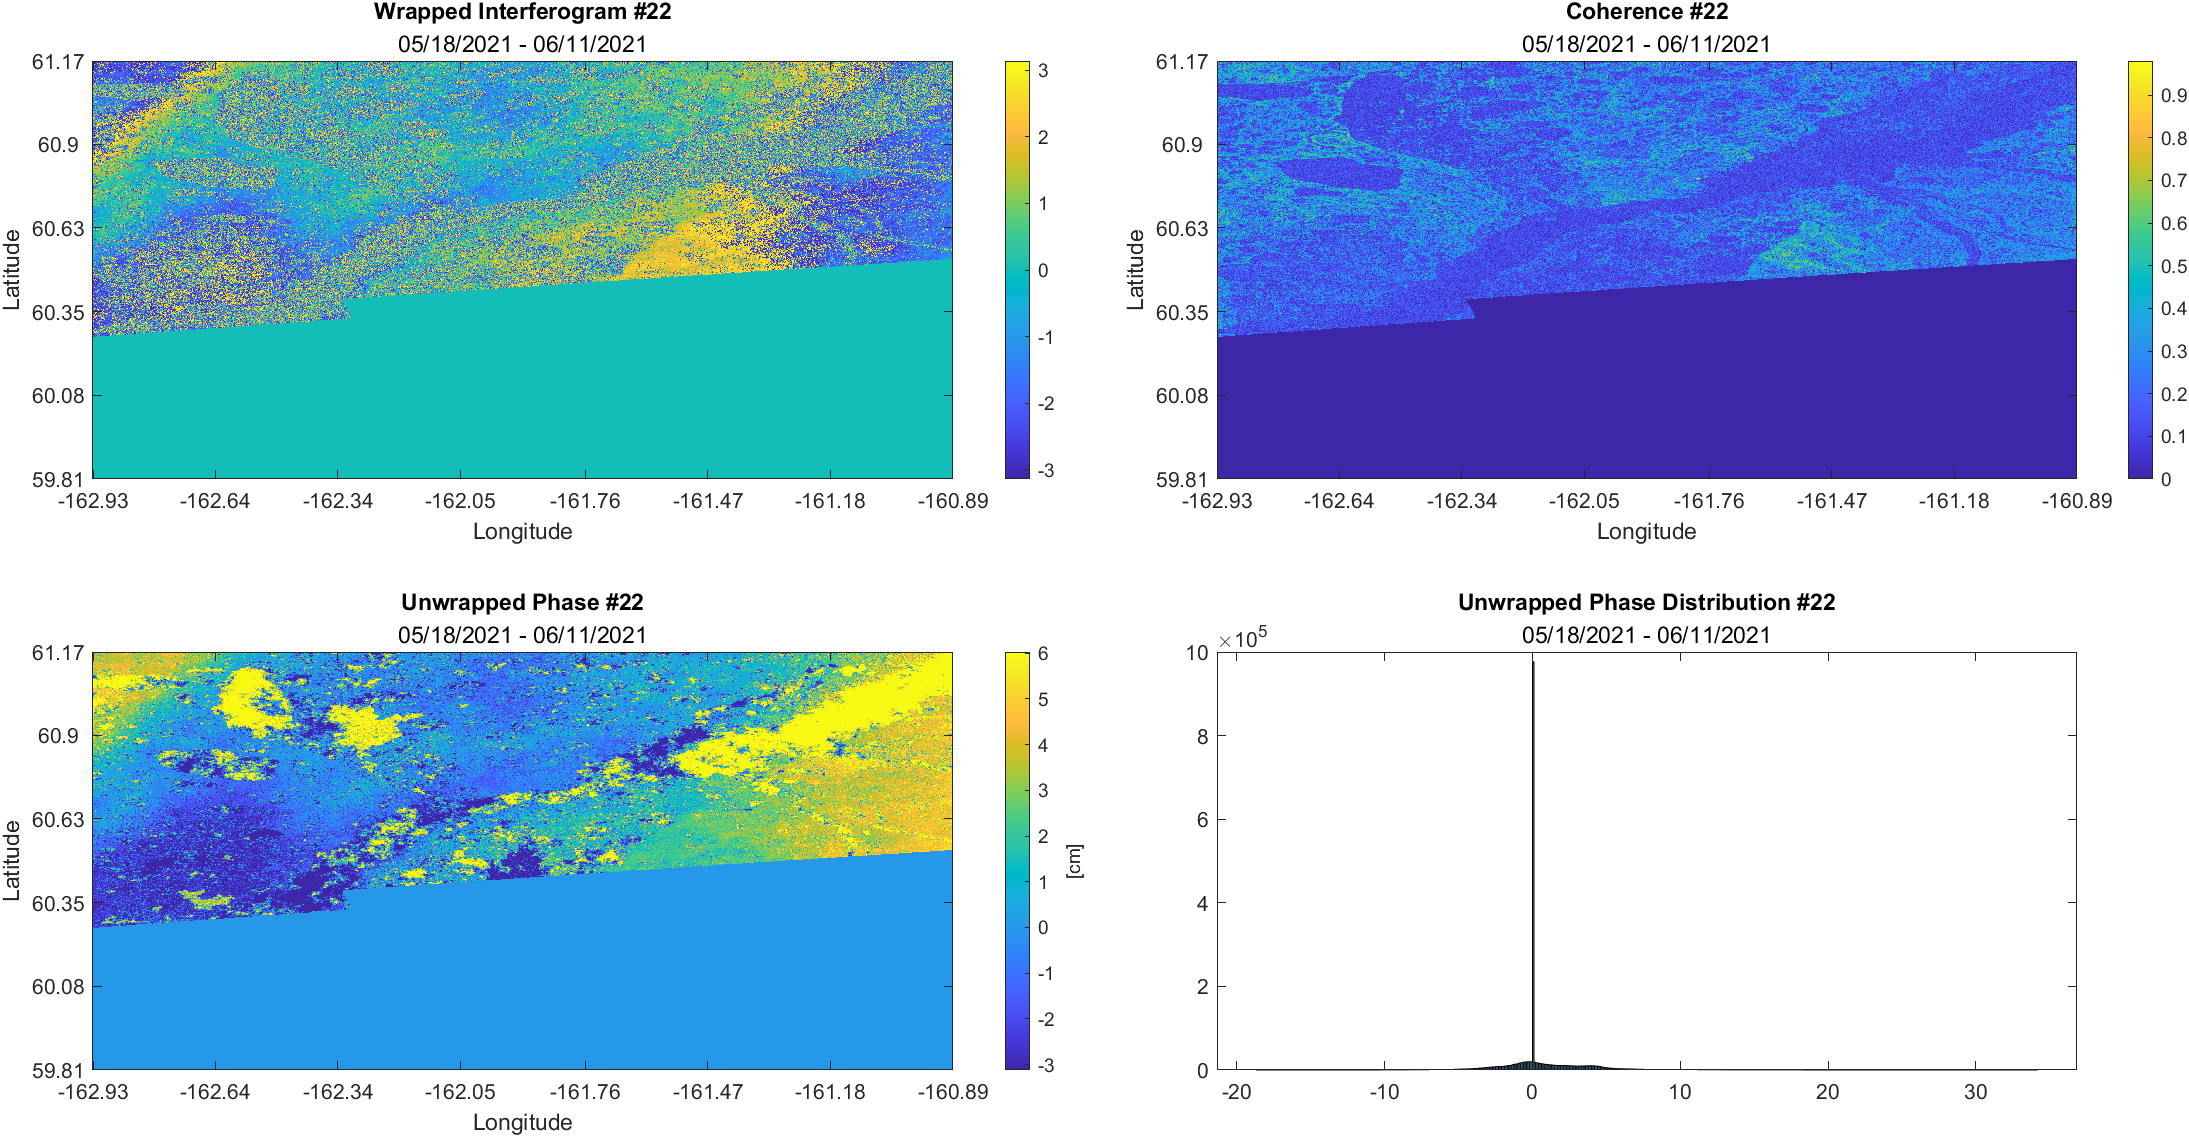 Wrapped Interferogram #22
05/18/2021 - 06/11/2021
61.17
60.9
60.63
60.35
60.08
59.81
Latitude
-162.93 -162.64 -162.34 -162.05 -161.76 -161.47 -161.18 -160.89
Longitude
3
2
1
0
-1
-2
-3
Coherence #22
05/18/2021 - 06/11/2021
61.17
60.9
60.63
60.35
60.08
59.81
Latitude
-162.93 -162.64 -162.34 -162.05 -161.76 -161.47 -161.18 -160.89
Longitude
0.9
0.8
0.7
0.6
0.5
0.4
0.3
0.2
0.1
0
Unwrapped Phase #22
05/18/2021 - 06/11/2021
61.17
60.9
60.63
60.35
60.08
59.81
Latitude
-162.93 -162.64 -162.34 -162.05 -161.76 -161.47 -161.18 -160.89
Longitude
6
5
4
3
2
1
0
-1
-2
-3
[cm]
Unwrapped Phase Distribution #22
05/18/2021 - 06/11/2021
×10⁵
10
8
6
4
2
0
-20 -10 0 10 20 30